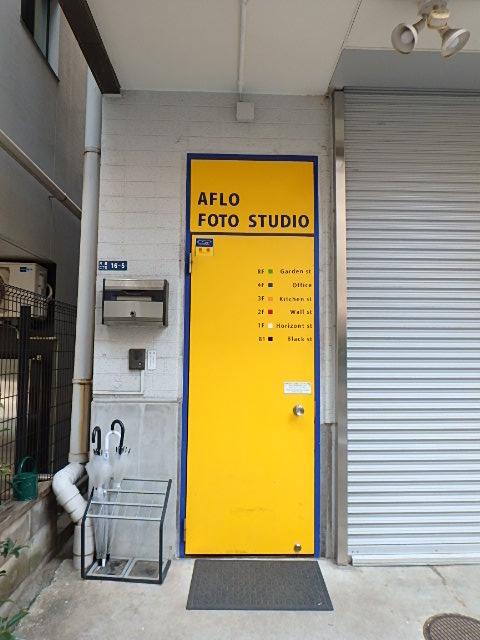 AFLO
FOTO STUDIO
RF Garden st
4F Office
3F Kitchen st
2F Wall st
1F Horizont st
B1 Black st
16-5